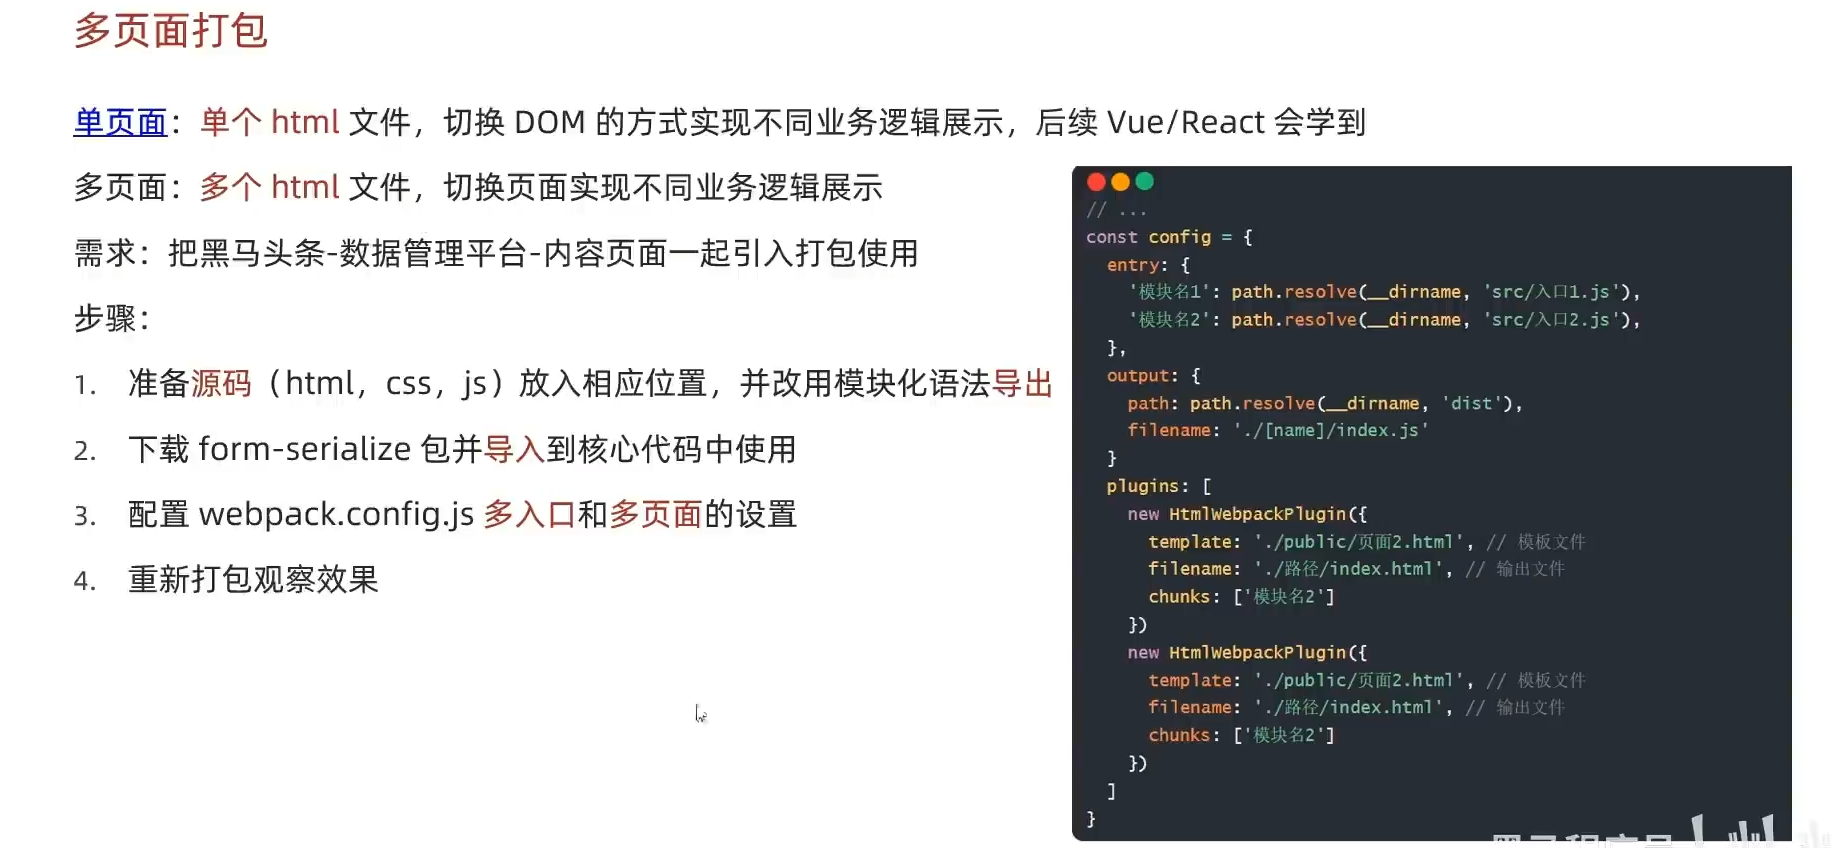 多页面打包
单页面：单个 html 文件，切换 DOM 的方式实现不同业务逻辑展示，后续 Vue/React 会学到
多页面：多个 html 文件，切换页面实现不同业务逻辑展示
需求：把黑马头条-数据管理平台-内容页面一起引入打包使用
步骤：
1. 准备源码（html，css，js）放入相应位置，并改用模块化语法导出
2. 下载 form-serialize 包并导入到核心代码中使用
3. 配置 webpack.config.js 多入口和多页面的设置
4. 重新打包观察效果
// ...
const config = {
  entry: {
    '模块名1': path.resolve(__dirname, 'src/入口1.js'),
    '模块名2': path.resolve(__dirname, 'src/入口2.js'),
  },
  output: {
    path: path.resolve(__dirname, 'dist'),
    filename: './[name]/index.js'
  }
  plugins: [
    new HtmlWebpackPlugin({
      template: './public/页面2.html', // 模板文件
      filename: './路径/index.html', // 输出文件
      chunks: ['模块名2']
    })
    new HtmlWebpackPlugin({
      template: './public/页面2.html', // 模板文件
      filename: './路径/index.html', // 输出文件
      chunks: ['模块名2']
    })
  ]
}